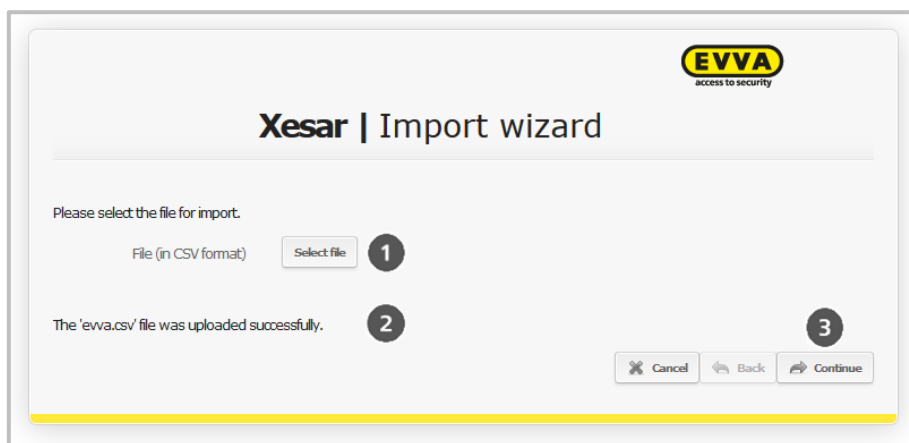 EVVA
access to security
Xesar | Import wizard
Please select the file for import.
File (in CSV format) Select file 1
The 'evva.csv' file was uploaded successfully. 2
3
Cancel Back Continue